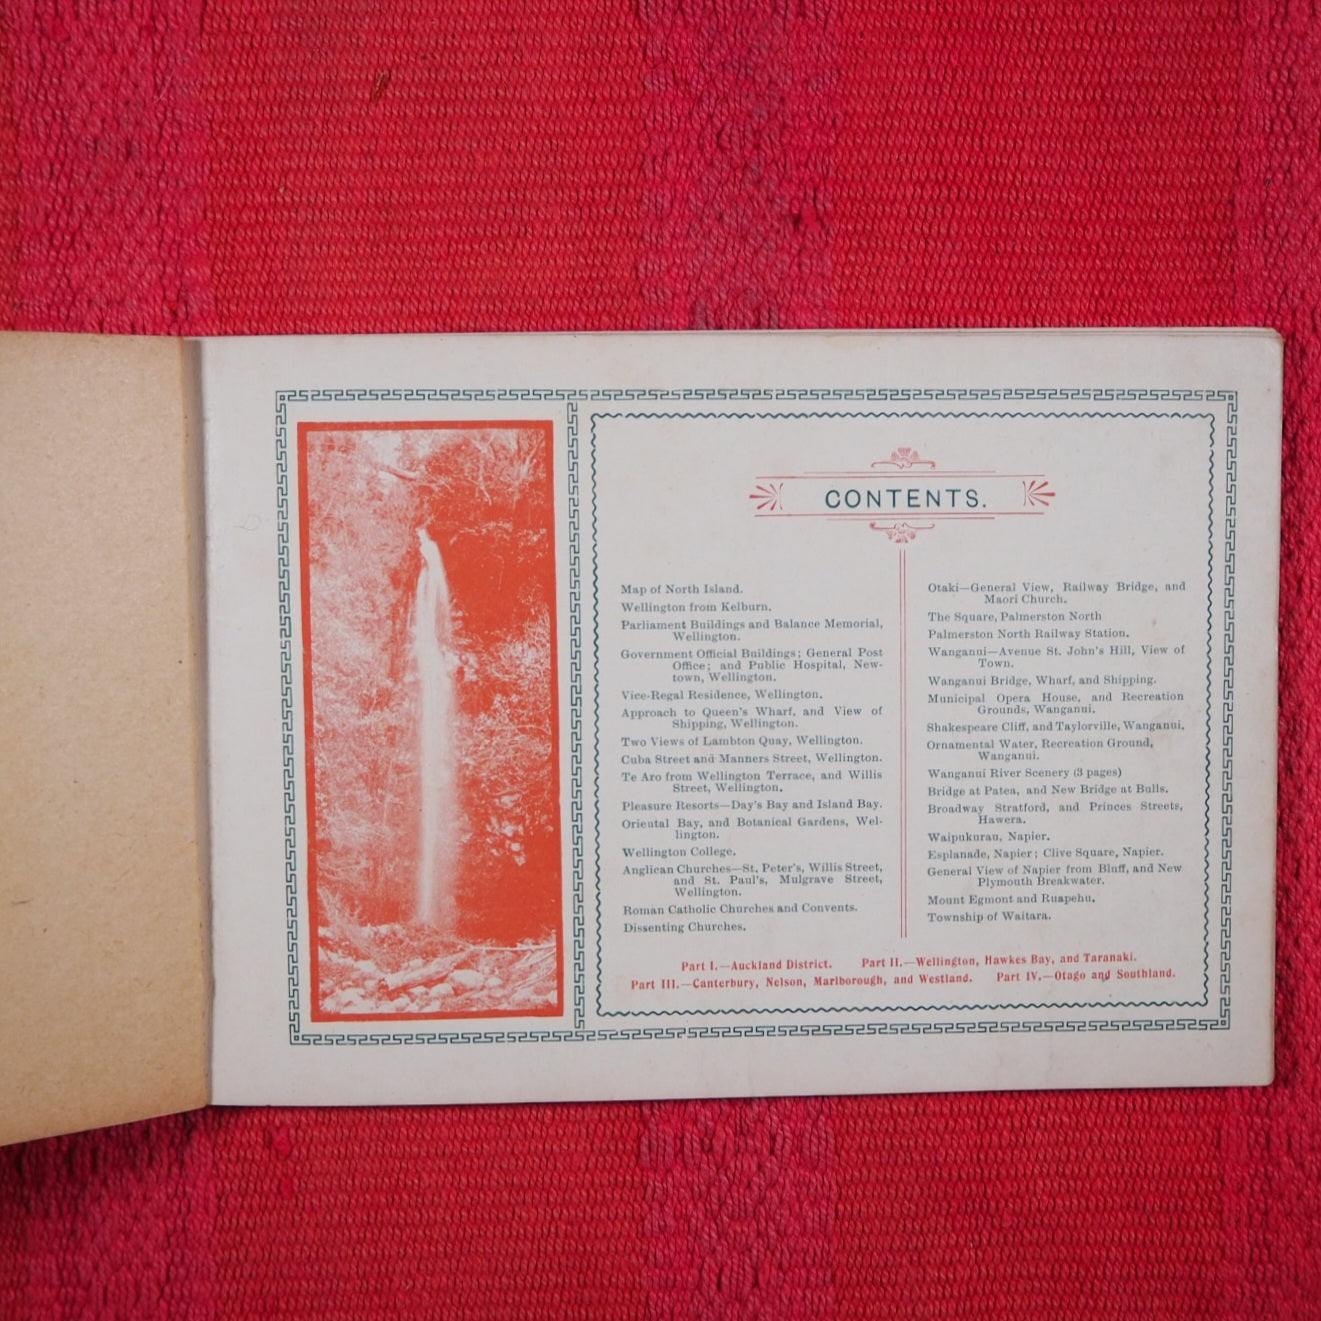 CONTENTS.
Map of North Island.
Wellington from Kelburn.
Parliament Buildings and Balance Memorial,
Wellington.
Government Official Buildings; General Post
Office; and Public Hospital, New-
town, Wellington.
Vice-Regal Residence, Wellington.
Approach to Queen's Wharf, and View of
Shipping, Wellington.
Two Views of Lambton Quay, Wellington.
Cuba Street and Manners Street, Wellington.
Te Aro from Wellington Terrace, and Willis
Street, Wellington.
Pleasure Resorts—Day's Bay and Island Bay.
Oriental Bay, and Botanical Gardens, Wel-
lington.
Wellington College.
Anglican Churches—St. Peter's, Willis Street,
and St. Paul's, Mulgrave Street,
Wellington.
Roman Catholic Churches and Convents.
Dissenting Churches.
Otaki—General View, Railway Bridge, and
Maori Church.
The Square, Palmerston North
Palmerston North Railway Station.
Wanganui—Avenue St. John's Hill, View of
Town.
Wanganui Bridge, Wharf, and Shipping.
Municipal Opera House, and Recreation
Grounds, Wanganui.
Shakespeare Cliff, and Taylorville, Wanganui.
Ornamental Water, Recreation Ground,
Wanganui.
Wanganui River Scenery (3 pages)
Bridge at Patea, and New Bridge at Bulls.
Broadway Stratford, and Princes Streets,
Hawera.
Waipukurau, Napier.
Esplanade, Napier; Clive Square, Napier.
General View of Napier from Bluff, and New
Plymouth Breakwater.
Mount Egmont and Ruapehu.
Township of Waitara.
Part I.—Auckland District. Part II.—Wellington, Hawkes Bay, and Taranaki.
Part III.—Canterbury, Nelson, Marlborough, and Westland. Part IV.—Otago and Southland.